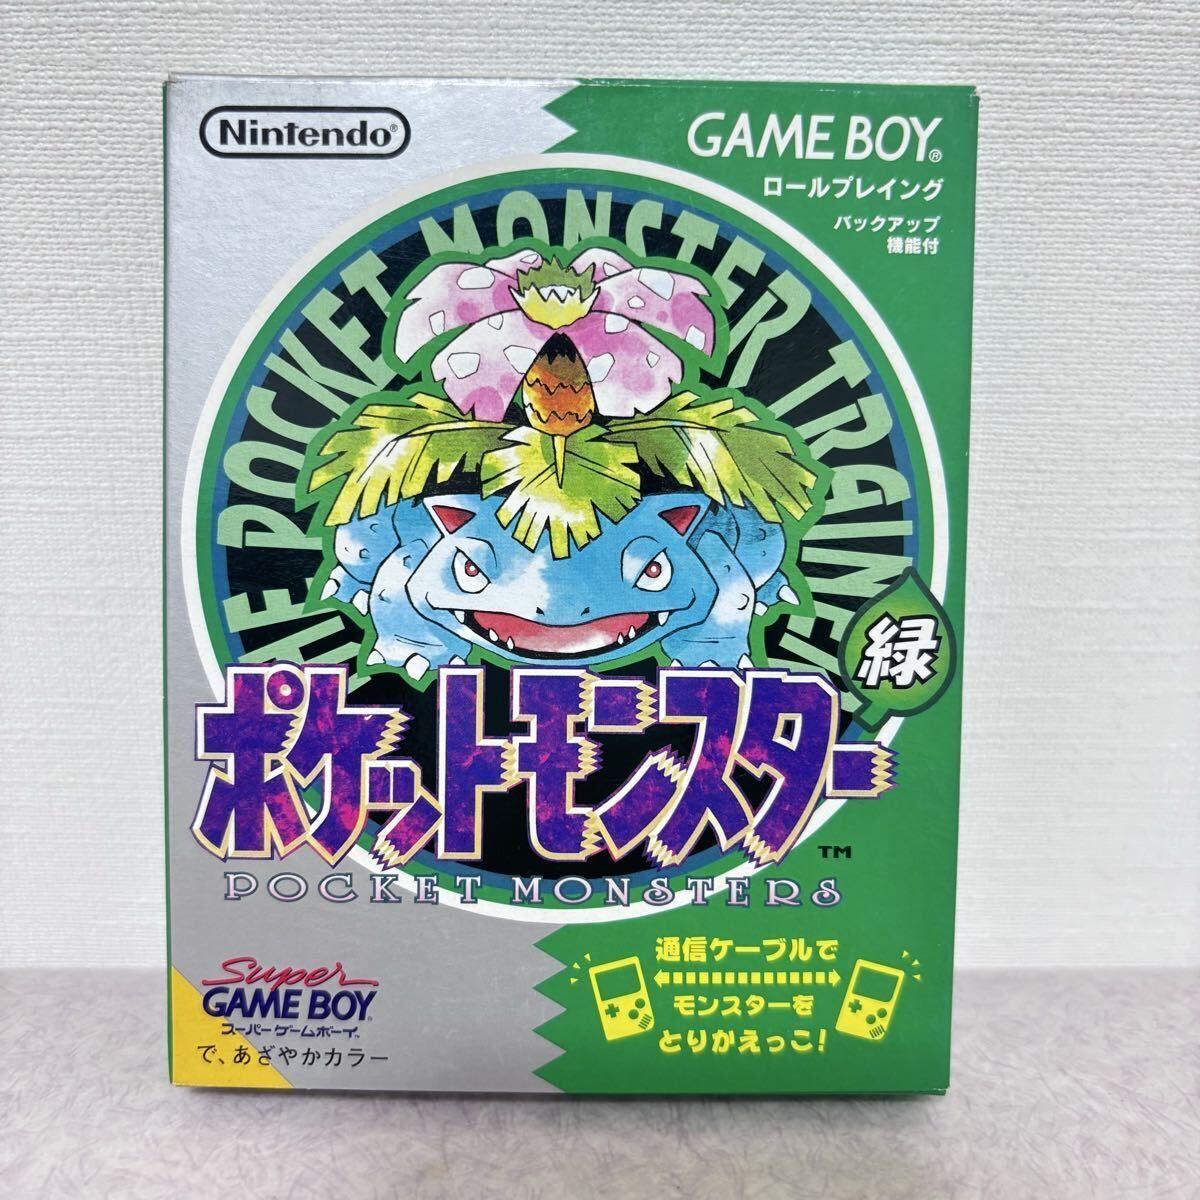 Nintendo®
GAME BOY®
ロールプレイング
バックアップ
機能付
THE POCKET MONSTER TRAINER
緑
ポケットモンスター
TM
POCKET MONSTERS
通信ケーブルで
モンスターを
とりかえっこ!
Super
GAME BOY®
スーパーゲームボーイ™
で、あざやかカラー